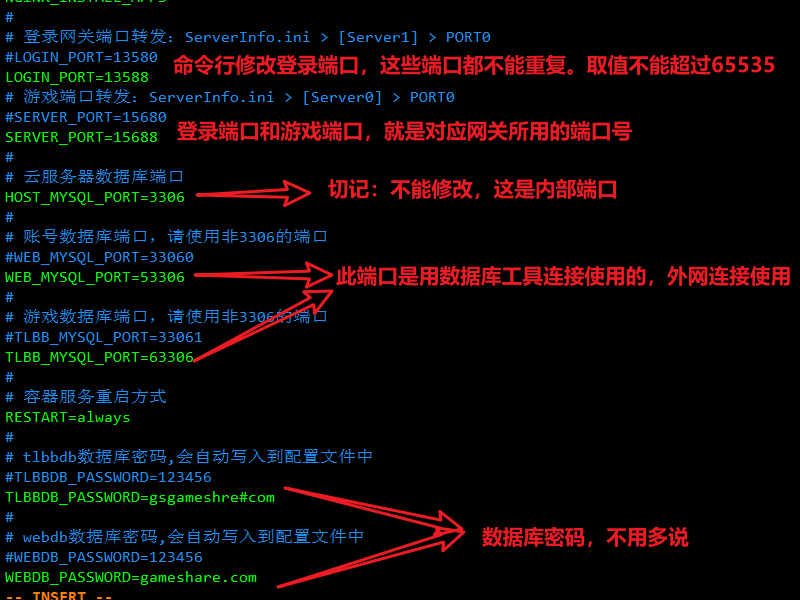 #
# 登录网关端口转发：ServerInfo.ini > [Server1] > PORT0
#LOGIN_PORT=13580
LOGIN_PORT=13588
命令行修改登录端口，这些端口都不能重复。取值不能超过65535
# 游戏端口转发：ServerInfo.ini > [Server0] > PORT0
#SERVER_PORT=15680
SERVER_PORT=15688
登录端口和游戏端口，就是对应网关所用的端口号
#
# 云服务器数据库端口
HOST_MYSQL_PORT=3306
切记：不能修改，这是内部端口
#
# 账号数据库端口，请使用非3306的端口
#WEB_MYSQL_PORT=33060
WEB_MYSQL_PORT=53306
此端口是用数据库工具连接使用的，外网连接使用
#
# 游戏数据库端口，请使用非3306的端口
#TLBB_MYSQL_PORT=33061
TLBB_MYSQL_PORT=63306
#
# 容器服务重启方式
RESTART=always
#
# tlbbdb数据库密码,会自动写入到配置文件中
#TLBBDB_PASSWORD=123456
TLBBDB_PASSWORD=gsgameshre#com
#
# webdb数据库密码,会自动写入到配置文件中
#WEBDB_PASSWORD=123456
数据库密码，不用多说
WEBDB_PASSWORD=gameshare.com
-- INSERT --